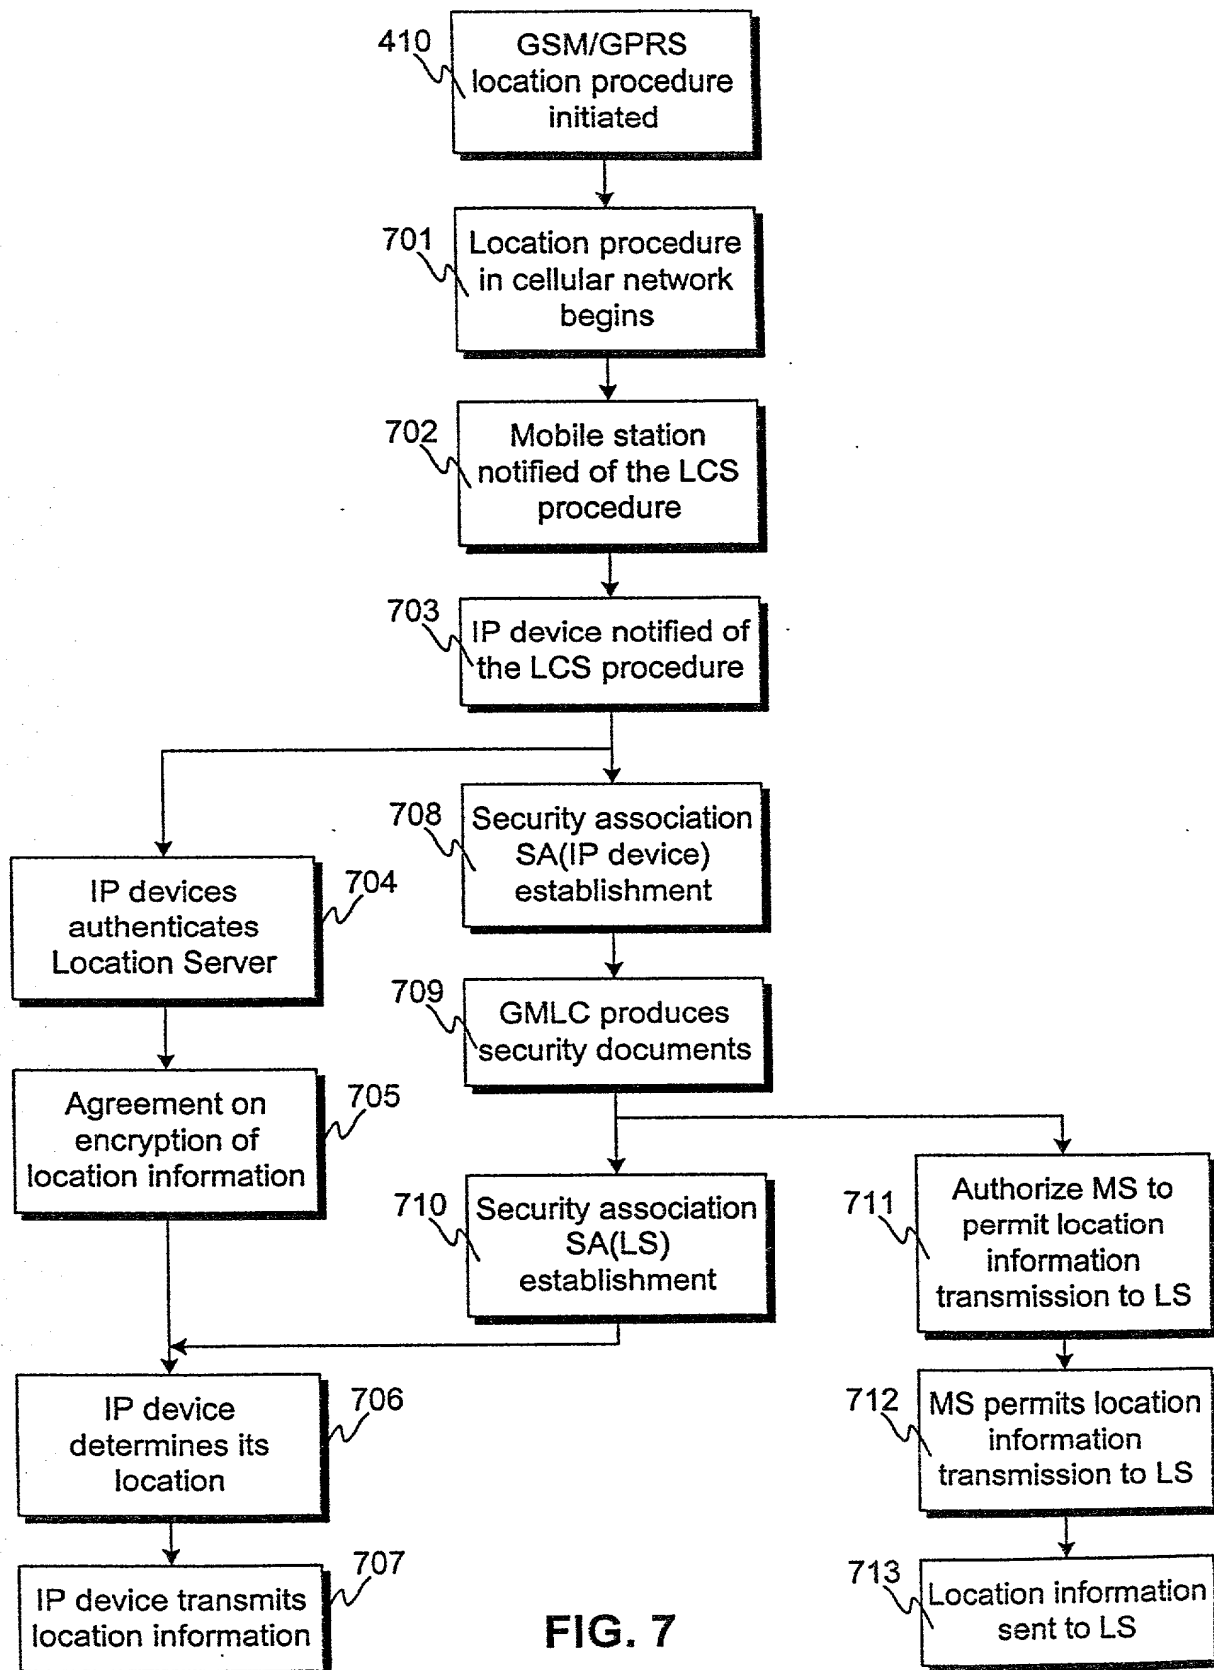 410
GSM/GPRS
location procedure
initiated
701
Location procedure
in cellular network
begins
702
Mobile station
notified of the LCS
procedure
703
IP device notified of
the LCS procedure
708
Security association
SA(IP device)
establishment
704
IP devices
authenticates
Location Server
709
GMLC produces
security documents
705
Agreement on
encryption of
location information
710
Security association
SA(LS)
establishment
711
Authorize MS to
permit location
information
transmission to LS
706
IP device
determines its
location
712
MS permits location
information
transmission to LS
707
IP device transmits
location information
713
Location information
sent to LS
FIG. 7